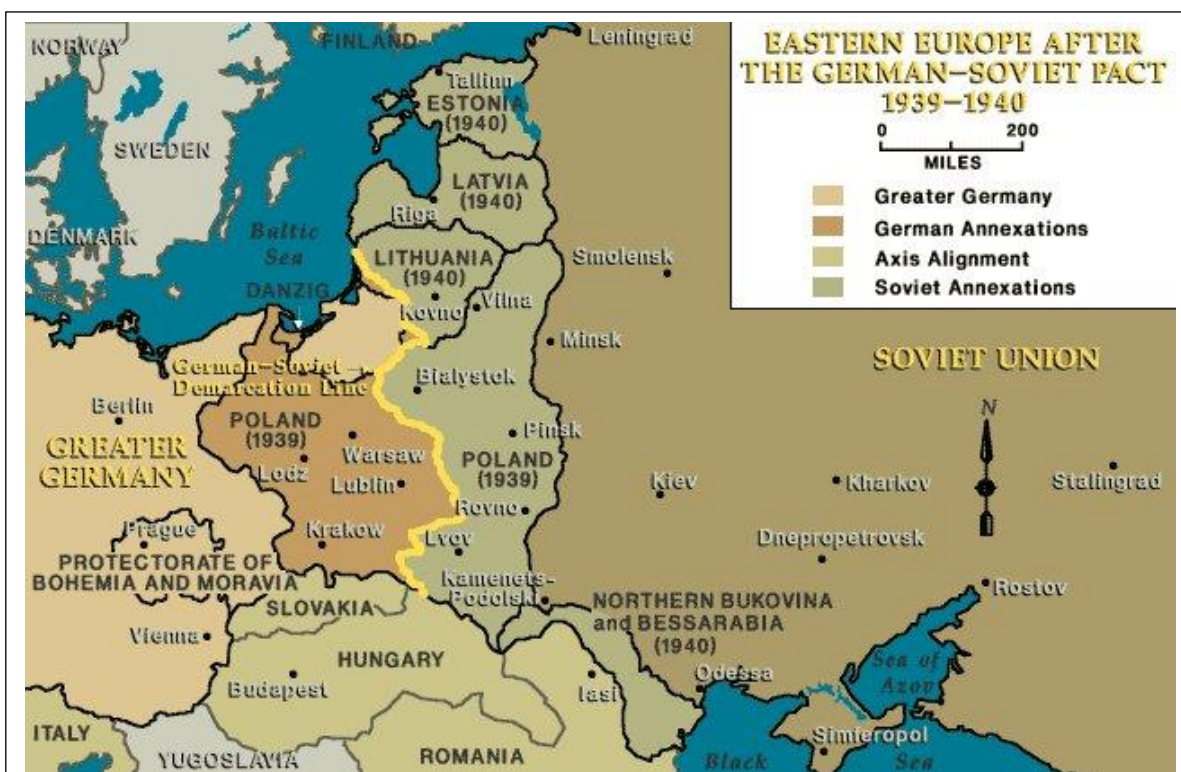 EASTERN EUROPE AFTER
THE GERMAN–SOVIET PACT
1939–1940
0 200
MILES
Greater Germany
German Annexations
Axis Alignment
Soviet Annexations
NORWAY
FINLAND
Leningrad
Tallinn
ESTONIA
(1940)
SWEDEN
LATVIA
(1940)
Riga
DENMARK
Baltic
Sea
LITHUANIA
(1940)
Smolensk
DANZIG
Kovno
Vilna
Minsk
SOVIET UNION
German–Soviet
Demarcation Line
Bialystok
Berlin
N
POLAND
(1939)
Pinsk
GREATER
GERMANY
Warsaw
Lodz
POLAND
(1939)
Lublin
Kiev
Kharkov
Stalingrad
Rovno
Prague
Krakow
Lvov
Dnepropetrovsk
PROTECTORATE OF
BOHEMIA AND MORAVIA
Kamenets-
Podolski
Rostov
SLOVAKIA
NORTHERN BUKOVINA
and BESSARABIA
(1940)
Vienna
HUNGARY
Budapest
Iasi
Odessa
Sea of
Azov
ITALY
YUGOSLAVIA
ROMANIA
Simferopol
Black
Sea